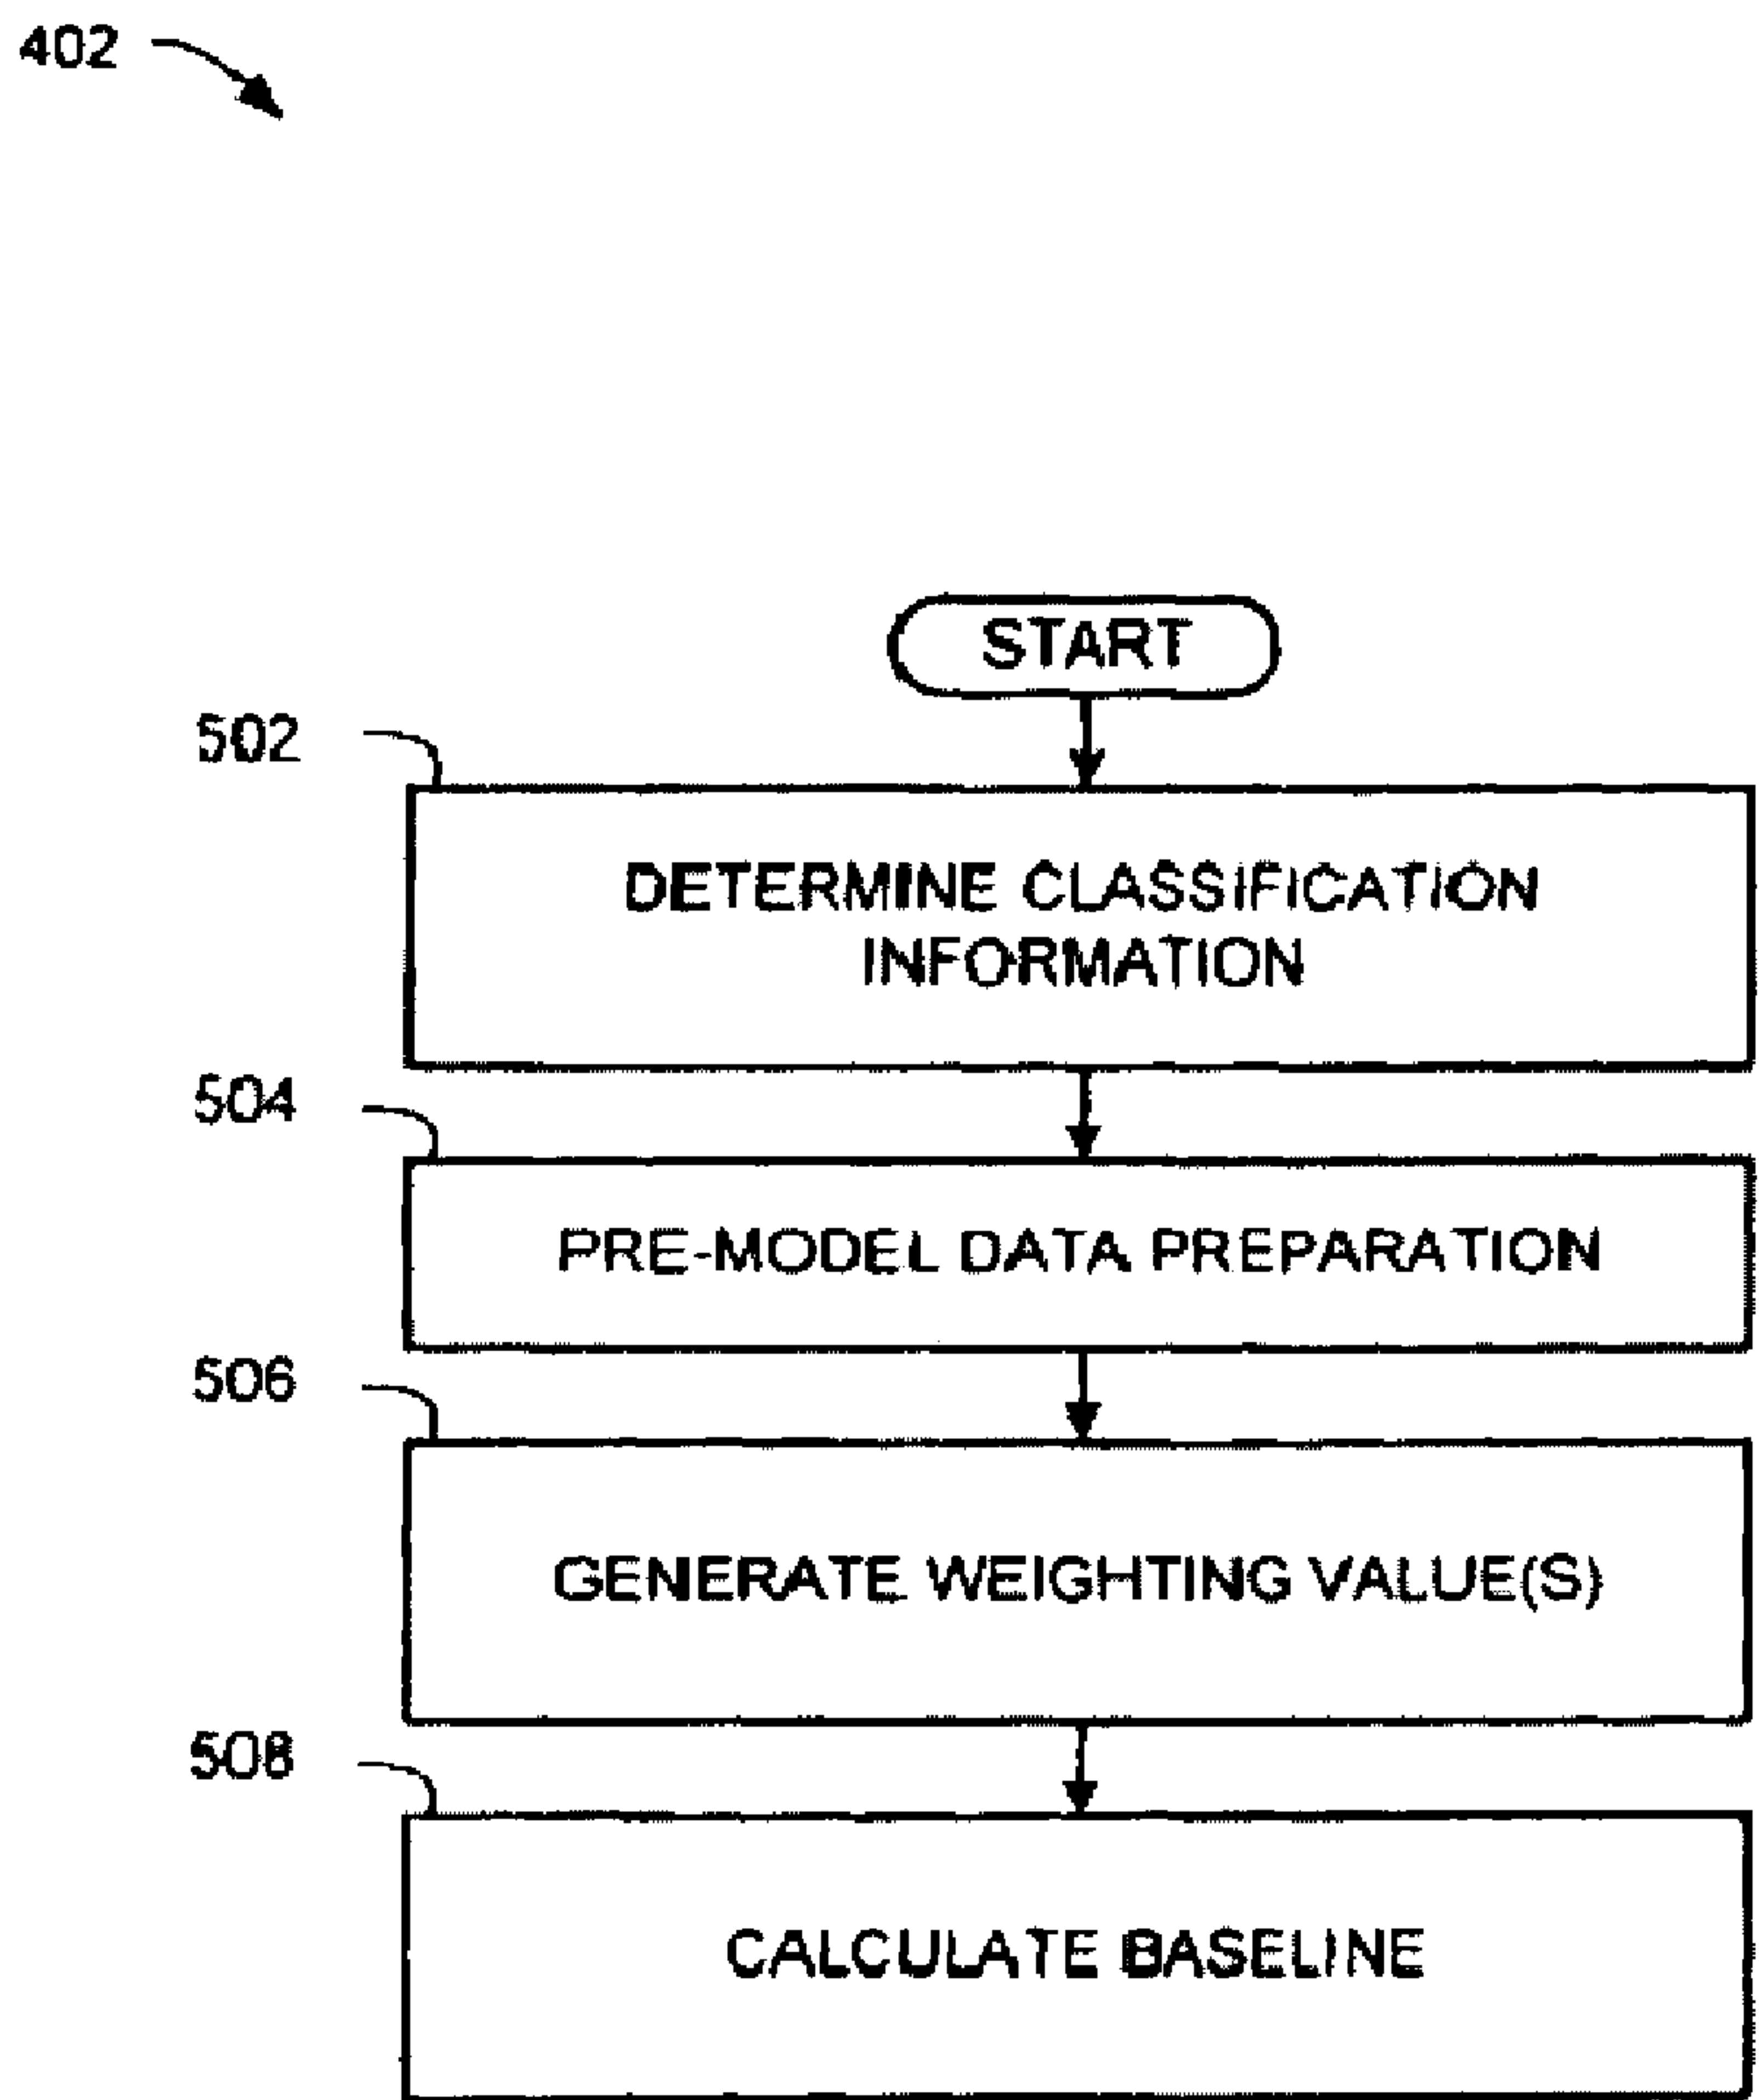 402
START
502
DETERMINE CLASSIFICATION
INFORMATION
504
PRE-MODEL DATA PREPARATION
506
GENERATE WEIGHTING VALUE(S)
508
CALCULATE BASELINE